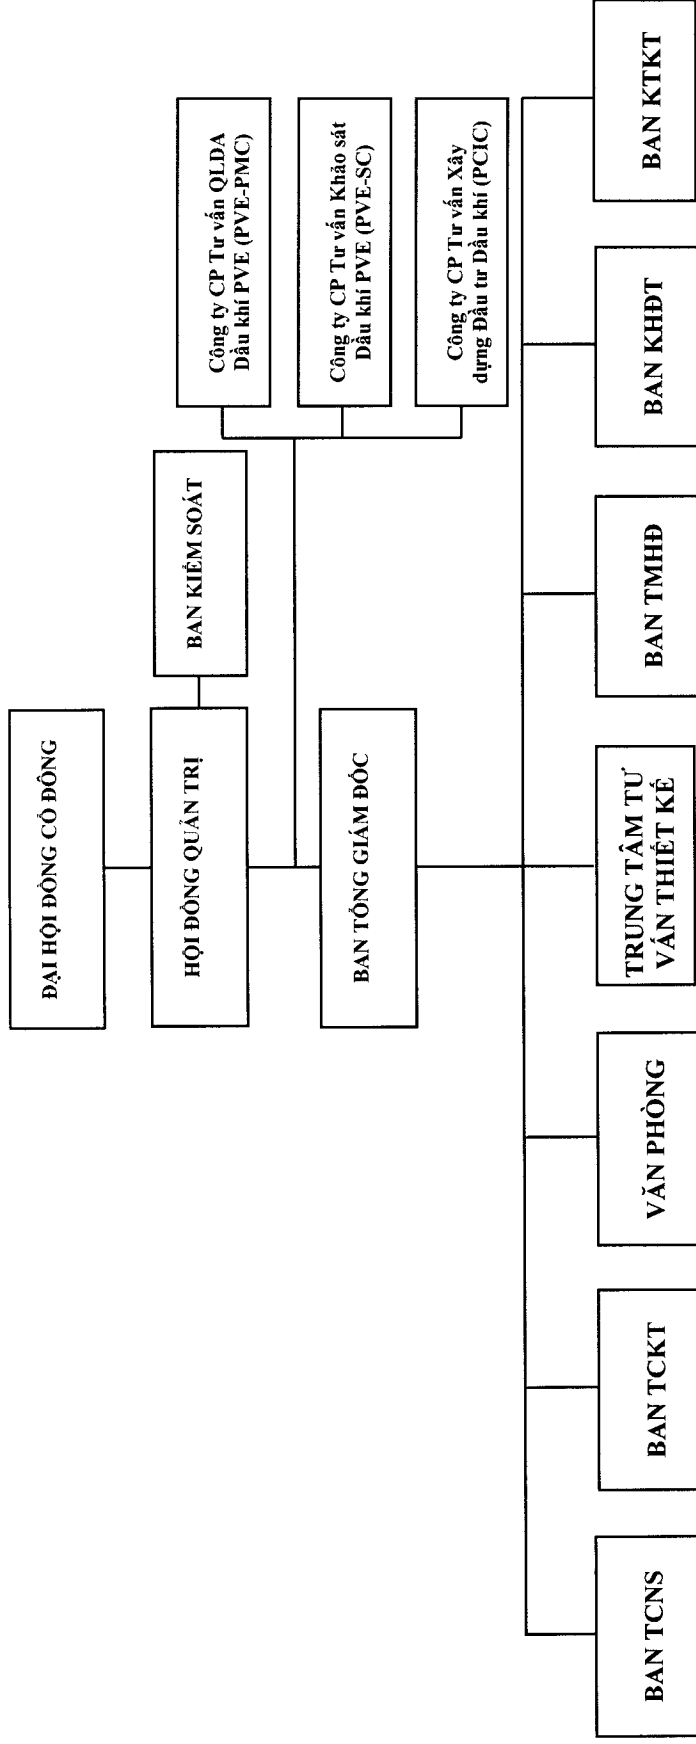 ĐẠI HỘI ĐỒNG CỔ ĐÔNG
HỘI ĐỒNG QUẢN TRỊ
BAN KIỂM SOÁT
Công ty CP Tư vấn QLDA
Dầu khí PVE (PVE-PMC)
Công ty CP Tư vấn Khảo sát
Dầu khí PVE (PVE-SC)
Công ty CP Tư vấn Xây
dựng Đầu tư Dầu khí (PCIC)
BAN TỔNG GIÁM ĐỐC
BAN TCNS
BAN TCKT
VĂN PHÒNG
TRUNG TÂM TƯ
VẤN THIẾT KẾ
BAN TMHĐ
BAN KHĐT
BAN KTKT